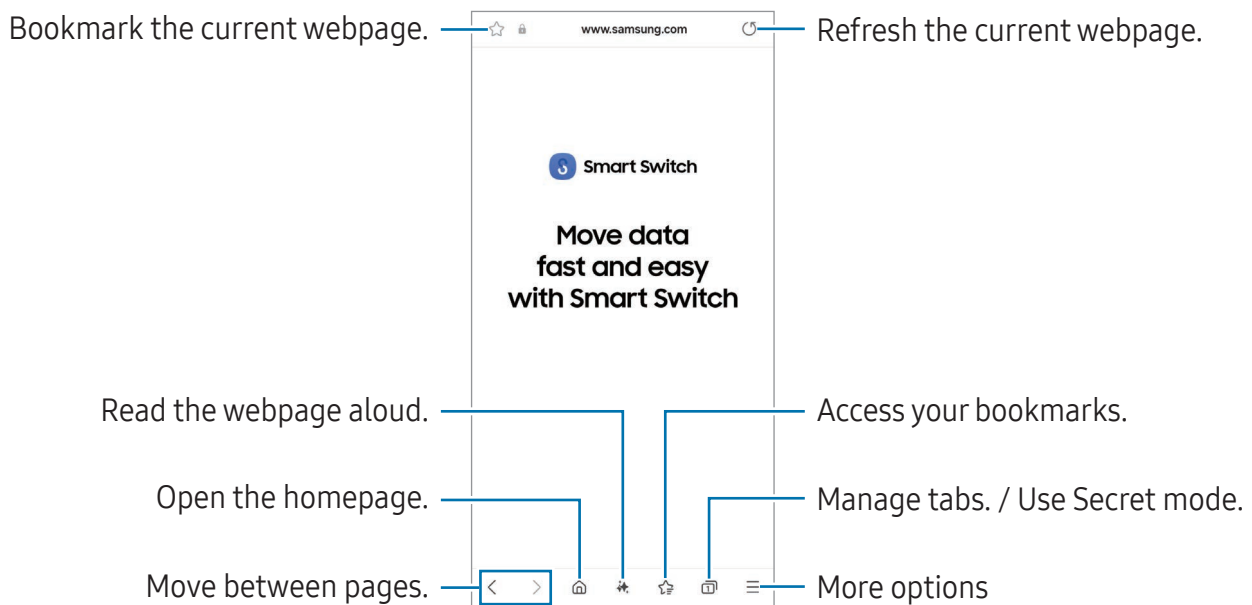 Bookmark the current webpage.
www.samsung.com
Refresh the current webpage.
Smart Switch
Move data
fast and easy
with Smart Switch
Read the webpage aloud.
Access your bookmarks.
Open the homepage.
Manage tabs. / Use Secret mode.
Move between pages.
1
More options